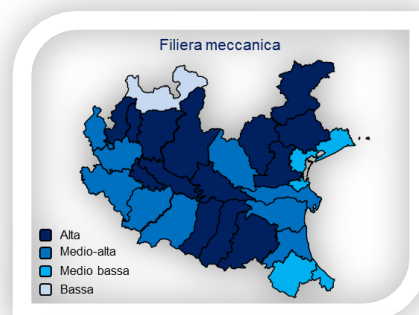 Filiera meccanica
Alta
Medio-alta
Medio bassa
Bassa